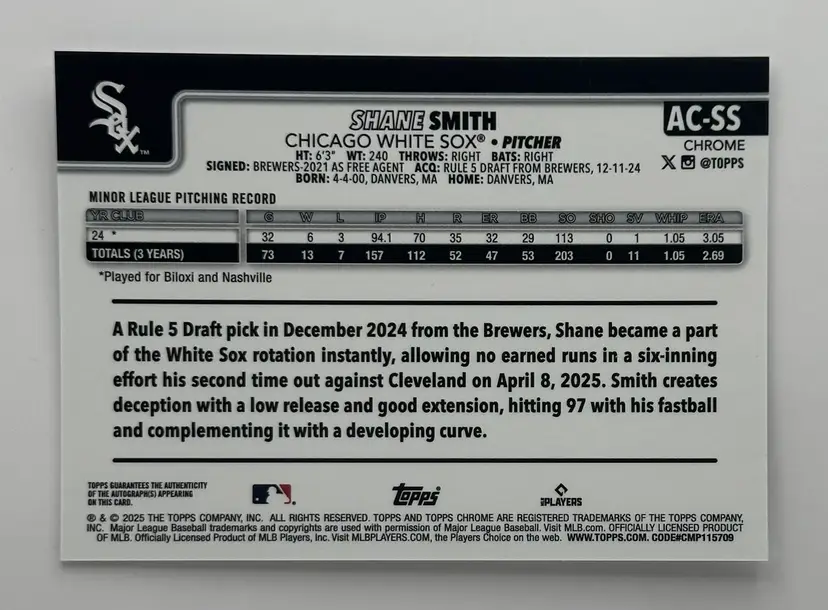 Sox
TM
SHANE SMITH
AC-SS
CHICAGO WHITE SOX® • PITCHER
CHROME
HT: 6'3" WT: 240 THROWS: RIGHT BATS: RIGHT
X @TOPPS
SIGNED: BREWERS-2021 AS FREE AGENT ACQ: RULE 5 DRAFT FROM BREWERS, 12-11-24
BORN: 4-4-00, DANVERS, MA HOME: DANVERS, MA
MINOR LEAGUE PITCHING RECORD
YR CLUB G W L IP H R ER BB SO SHO SV WHIP ERA
24 * 32 6 3 94.1 70 35 32 29 113 0 1 1.05 3.05
TOTALS (3 YEARS) 73 13 7 157 112 52 47 53 203 0 11 1.05 2.69
*Played for Biloxi and Nashville
A Rule 5 Draft pick in December 2024 from the Brewers, Shane became a part
of the White Sox rotation instantly, allowing no earned runs in a six-inning
effort his second time out against Cleveland on April 8, 2025. Smith creates
deception with a low release and good extension, hitting 97 with his fastball
and complementing it with a developing curve.
TOPPS GUARANTEES THE AUTHENTICITY
OF THE AUTOGRAPH(S) APPEARING
ON THIS CARD.
Topps
MLB PLAYERS
® & © 2025 THE TOPPS COMPANY, INC. ALL RIGHTS RESERVED. TOPPS AND TOPPS CHROME ARE REGISTERED TRADEMARKS OF THE TOPPS COMPANY,
INC. Major League Baseball trademarks and copyrights are used with permission of Major League Baseball. Visit MLB.com. OFFICIALLY LICENSED PRODUCT
OF MLB. Officially Licensed Product of MLB Players, Inc. Visit MLBPLAYERS.COM, the Players Choice on the web. WWW.TOPPS.COM. CODE#CMP115709